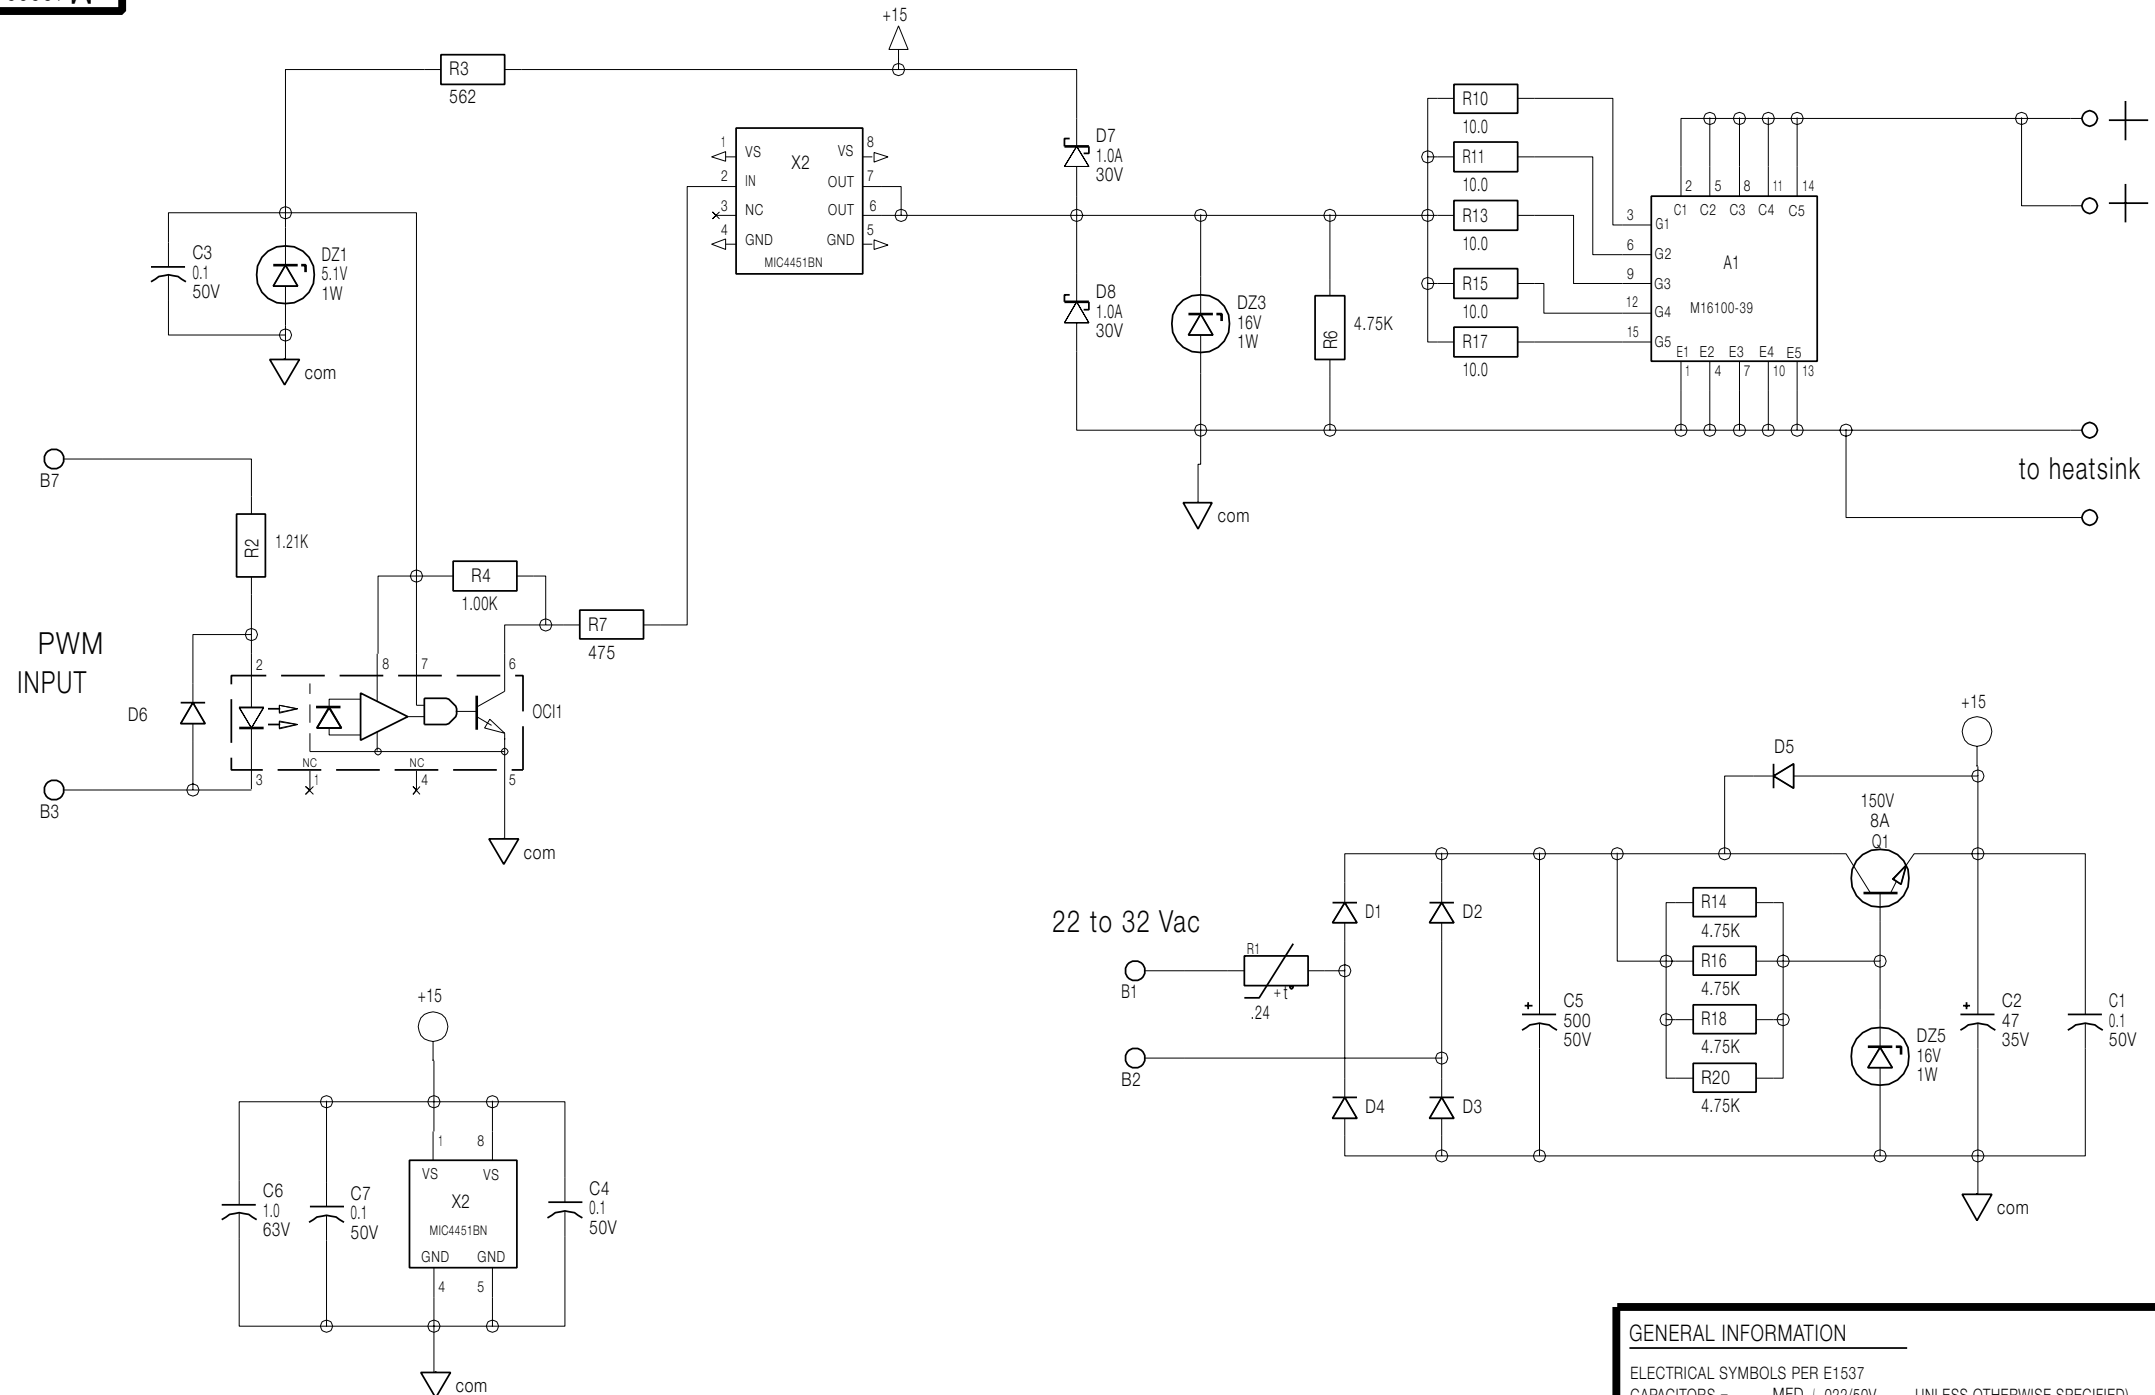 +15
R3
562
C3
0.1
50V
DZ1
5.1V
1W
com
1
VS
X2
VS
8
2
IN
OUT
7
3
NC
OUT
6
4
GND
GND
5
MIC4451BN
D7
1.0A
30V
D8
1.0A
30V
DZ3
16V
1W
R6
4.75K
com
R10
10.0
R11
10.0
R13
10.0
R15
10.0
R17
10.0
2 5 8 11 14
C1 C2 C3 C4 C5
3
G1
6
G2
9
G3
12
G4
15
G5
A1
M16100-39
E1 E2 E3 E4 E5
1 4 7 10 13
to heatsink
B7
R2
1.21K
R4
1.00K
R7
475
PWM
INPUT
D6
2
8
7
6
OCI1
3
NC
1
NC
4
5
B3
com
22 to 32 Vac
B1
R1
+t°
.24
B2
D1
D2
D4
D3
C5
+
500
50V
D5
+15
150V
8A
Q1
R14
4.75K
R16
4.75K
R18
4.75K
R20
4.75K
DZ5
16V
1W
C2
+
47
35V
C1
0.1
50V
com
+15
C6
1.0
63V
C7
0.1
50V
1
8
VS
VS
X2
MIC4451BN
GND
GND
4
5
C4
0.1
50V
com
GENERAL INFORMATION
ELECTRICAL SYMBOLS PER E1537